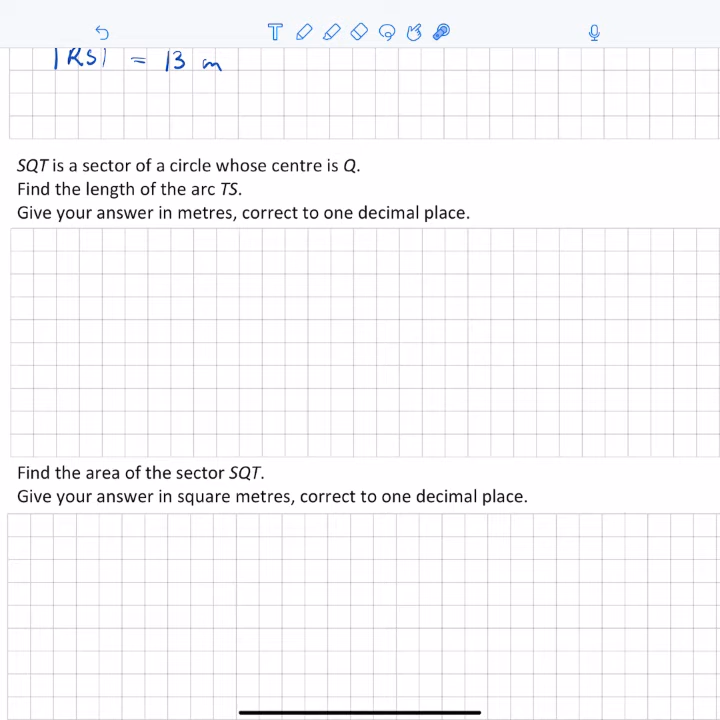 |RS| = 13 m
SQT is a sector of a circle whose centre is Q.
Find the length of the arc TS.
Give your answer in metres, correct to one decimal place.
Find the area of the sector SQT.
Give your answer in square metres, correct to one decimal place.